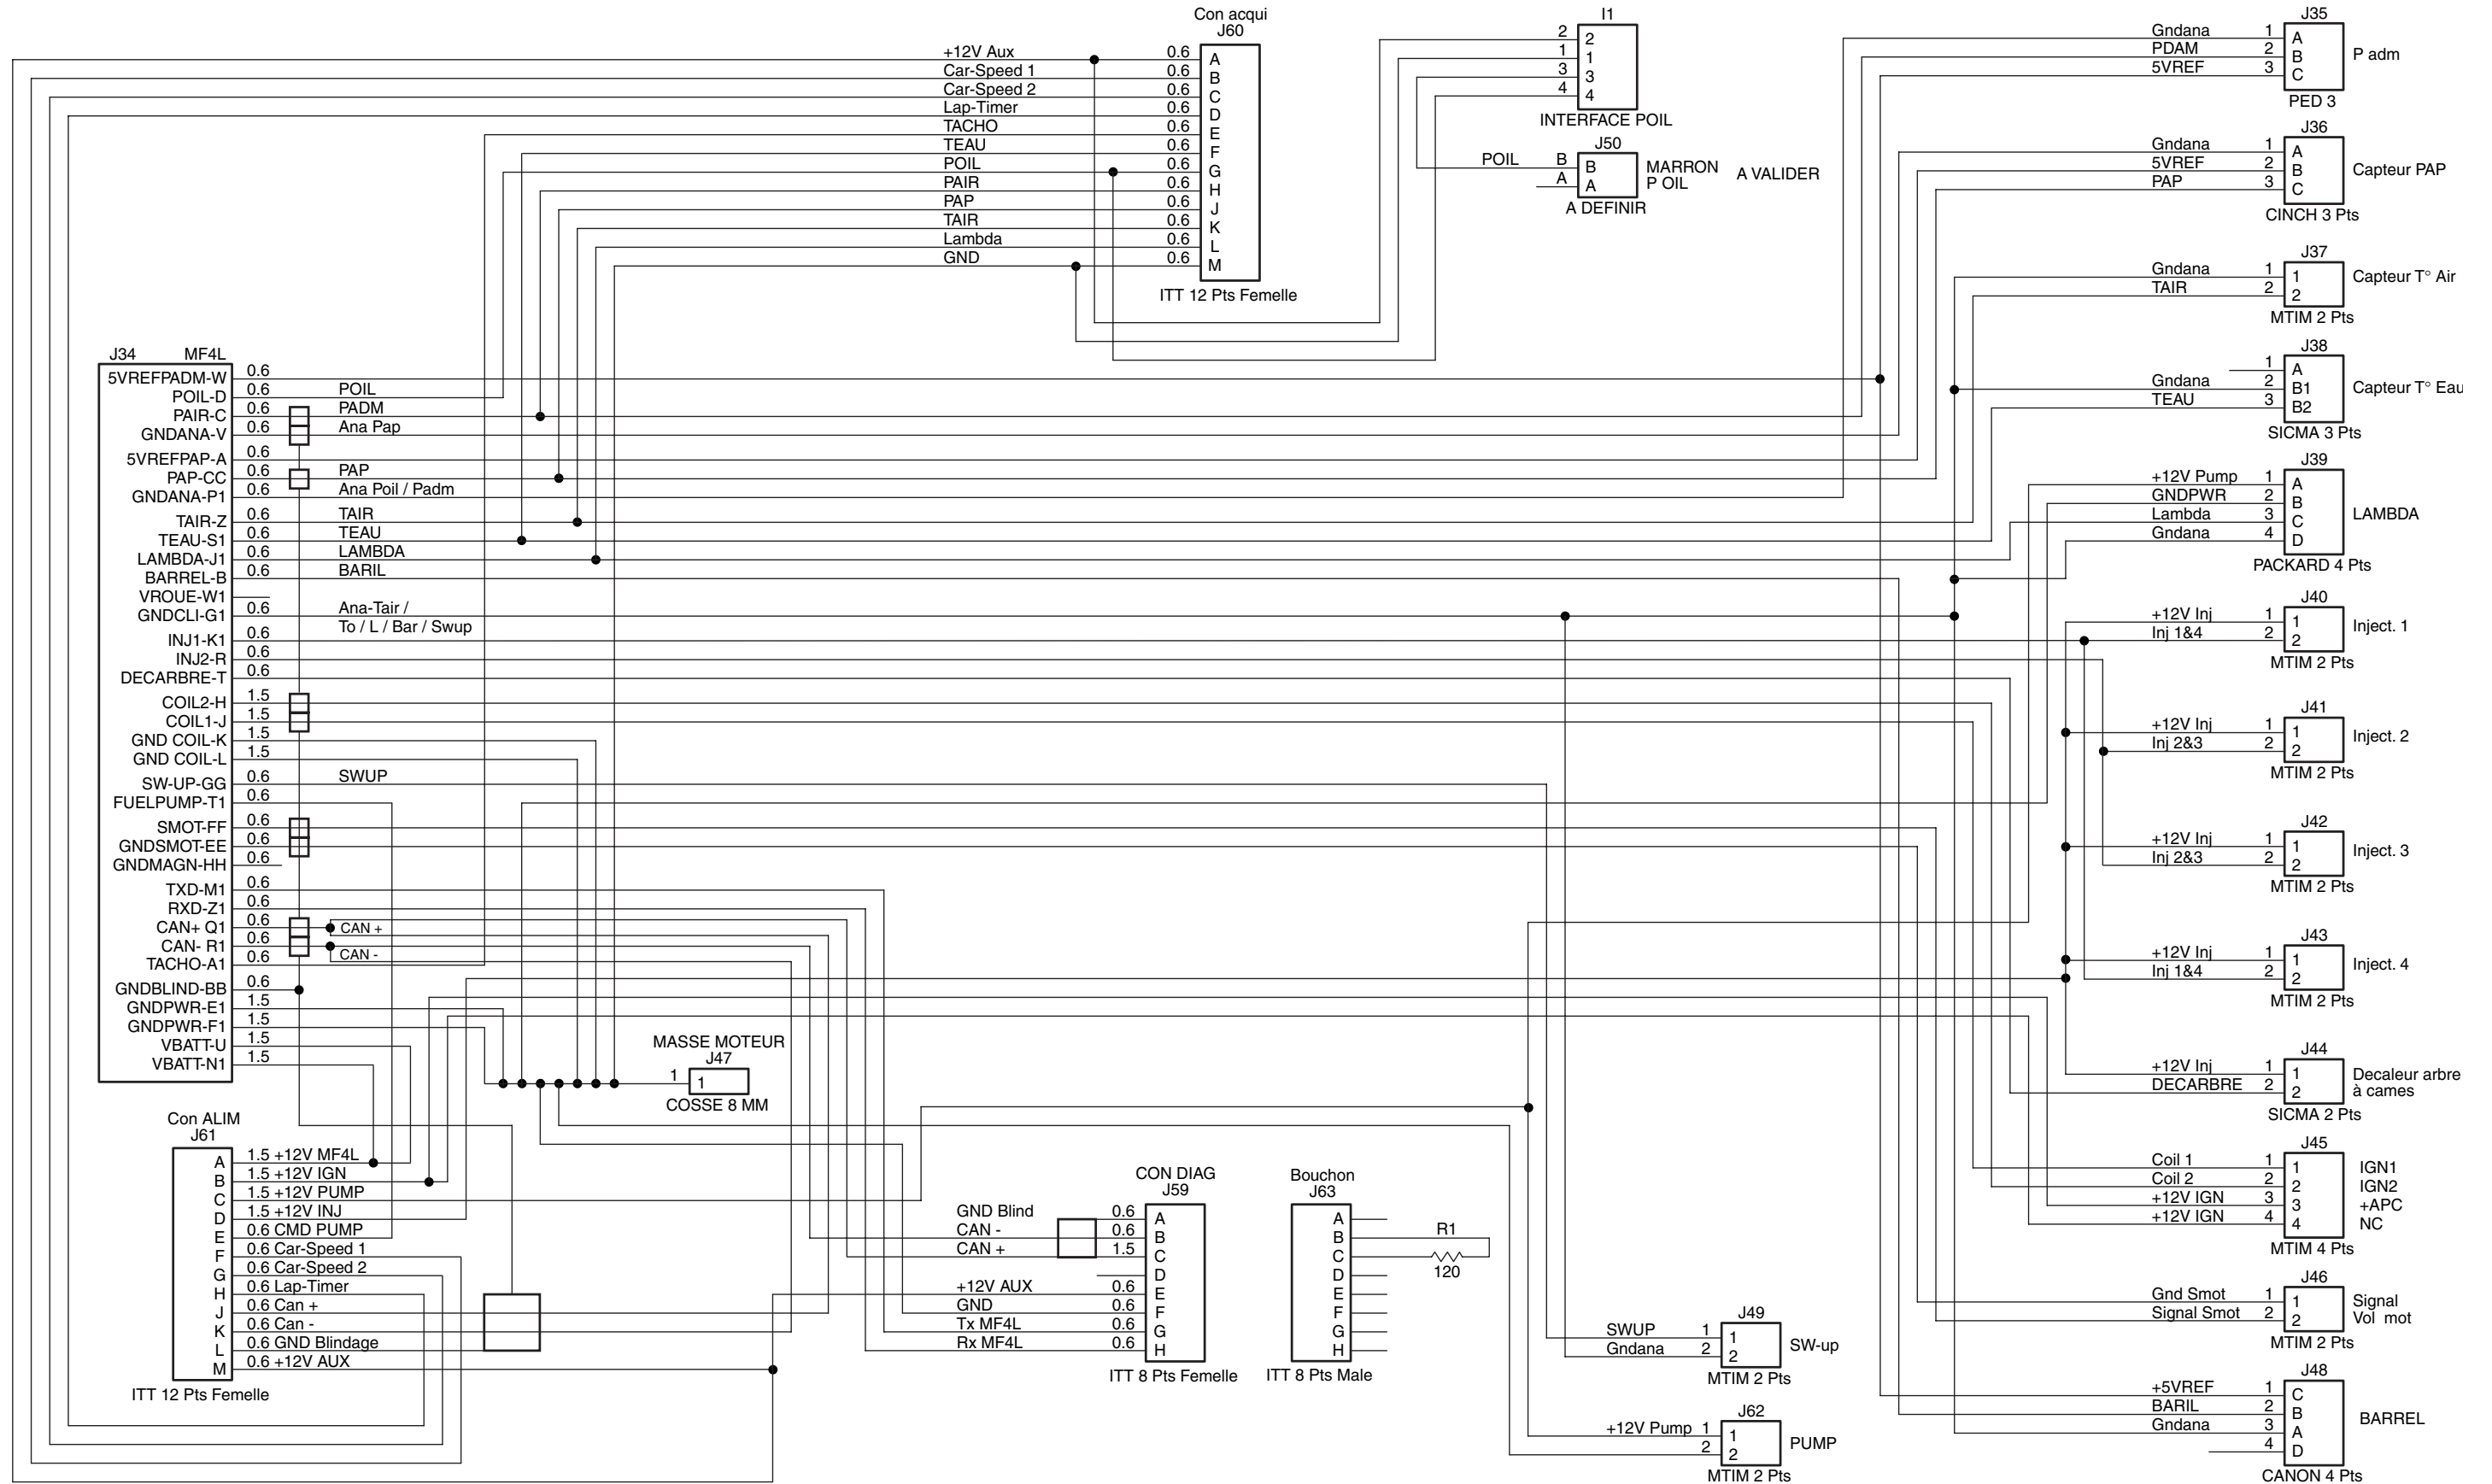 Con acqui
J60
+12V Aux 0.6 A
Car-Speed 1 0.6 B
Car-Speed 2 0.6 C
Lap-Timer 0.6 D
TACHO 0.6 E
TEAU 0.6 F
POIL 0.6 G
PAIR 0.6 H
PAP 0.6 J
TAIR 0.6 K
Lambda 0.6 L
GND 0.6 M
ITT 12 Pts Femelle
I1
2 2
1 1
3 3
4 4
INTERFACE POIL
J50
POIL B B
A A
MARRON
P OIL
A VALIDER
A DEFINIR
J35
Gndana 1 A
PDAM 2 B
5VREF 3 C
P adm
PED 3
J36
Gndana 1 A
5VREF 2 B
PAP 3 C
Capteur PAP
CINCH 3 Pts
J37
Gndana 1 1
TAIR 2 2
Capteur T° Air
MTIM 2 Pts
J38
1 A
Gndana 2 B1
TEAU 3 B2
Capteur T° Eau
SICMA 3 Pts
J39
+12V Pump 1 A
GNDPWR 2 B
Lambda 3 C
Gndana 4 D
LAMBDA
PACKARD 4 Pts
J40
+12V Inj 1 1
Inj 1&4 2 2
Inject. 1
MTIM 2 Pts
J41
+12V Inj 1 1
Inj 2&3 2 2
Inject. 2
MTIM 2 Pts
J42
+12V Inj 1 1
Inj 2&3 2 2
Inject. 3
MTIM 2 Pts
J43
+12V Inj 1 1
Inj 1&4 2 2
Inject. 4
MTIM 2 Pts
J44
+12V Inj 1 1
DECARBRE 2 2
Decaleur arbre
à cames
SICMA 2 Pts
J45
Coil 1 1 1 IGN1
Coil 2 2 2 IGN2
+12V IGN 3 3 +APC
+12V IGN 4 4 NC
MTIM 4 Pts
J46
Gnd Smot 1 1
Signal Smot 2 2
Signal
Vol mot
MTIM 2 Pts
J48
+5VREF 1 C
BARIL 2 B
Gndana 3 A
4 D
BARREL
CANON 4 Pts
J34 MF4L
5VREFPADM-W 0.6
POIL-D 0.6 POIL
PAIR-C 0.6 PADM
GNDANA-V 0.6 Ana Pap
5VREFPAP-A 0.6
PAP-CC 0.6 PAP
GNDANA-P1 0.6 Ana Poil / Padm
TAIR-Z 0.6 TAIR
TEAU-S1 0.6 TEAU
LAMBDA-J1 0.6 LAMBDA
BARREL-B 0.6 BARIL
VROUE-W1
GNDCLI-G1 0.6 Ana-Tair /
To / L / Bar / Swup
INJ1-K1 0.6
INJ2-R 0.6
DECARBRE-T 0.6
COIL2-H 1.5
COIL1-J 1.5
GND COIL-K 1.5
GND COIL-L 1.5
SW-UP-GG 0.6 SWUP
FUELPUMP-T1 0.6
SMOT-FF 0.6
GNDSMOT-EE 0.6
GNDMAGN-HH 0.6
TXD-M1 0.6
RXD-Z1 0.6
CAN+ Q1 0.6 CAN +
CAN- R1 0.6 CAN -
TACHO-A1 0.6
GNDBLIND-BB 0.6
GNDPWR-E1 1.5
GNDPWR-F1 1.5
VBATT-U 1.5
VBATT-N1 1.5
MASSE MOTEUR
J47
1 1
COSSE 8 MM
Con ALIM
J61
A 1.5 +12V MF4L
B 1.5 +12V IGN
C 1.5 +12V PUMP
D 1.5 +12V INJ
E 0.6 CMD PUMP
F 0.6 Car-Speed 1
G 0.6 Car-Speed 2
H 0.6 Lap-Timer
J 0.6 Can +
K 0.6 Can -
L 0.6 GND Blindage
M 0.6 +12V AUX
ITT 12 Pts Femelle
CON DIAG
J59
GND Blind 0.6 A
CAN - 0.6 B
CAN + 1.5 C
D
+12V AUX 0.6 E
GND 0.6 F
Tx MF4L 0.6 G
Rx MF4L 0.6 H
ITT 8 Pts Femelle
Bouchon
J63
A
B R1
C 120
D
E
F
G
H
ITT 8 Pts Male
J49
SWUP 1 1
Gndana 2 2
SW-up
MTIM 2 Pts
J62
+12V Pump 1 1
2 2
PUMP
MTIM 2 Pts